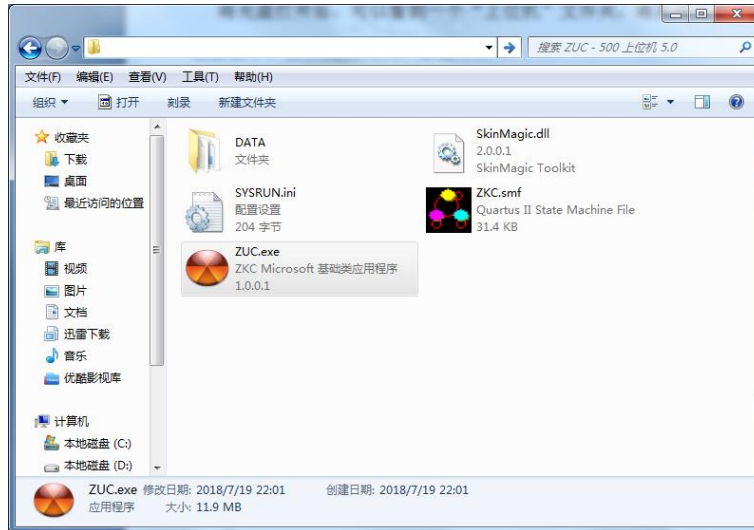 搜索 ZUC - 500 上位机 5.0
文件(F) 编辑(E) 查看(V) 工具(T) 帮助(H)
组织 打开 刻录 新建文件夹
收藏夹
下载
桌面
最近访问的位置
库
视频
图片
文档
迅雷下载
音乐
优酷影视库
计算机
本地磁盘 (C:)
本地磁盘 (D:)
DATA
文件夹
SkinMagic.dll
2.0.0.1
SkinMagic Toolkit
SYSRUN.ini
配置设置
204 字节
ZKC.smf
Quartus II State Machine File
31.4 KB
ZUC.exe
ZKC Microsoft 基础类应用程序
1.0.0.1
ZUC.exe 修改日期: 2018/7/19 22:01 创建日期: 2018/7/19 22:01
应用程序 大小: 11.9 MB